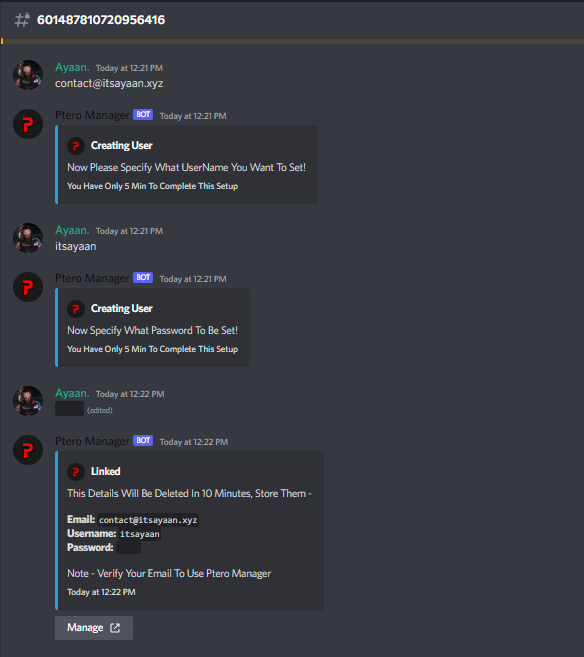 601487810720956416
Ayaan. Today at 12:21 PM
contact@itsayaan.xyz
Ptero Manager BOT Today at 12:21 PM
Creating User
Now Please Specify What UserName You Want To Set!
You Have Only 5 Min To Complete This Setup
Ayaan. Today at 12:21 PM
itsayaan
Ptero Manager BOT Today at 12:21 PM
Creating User
Now Specify What Password To Be Set!
You Have Only 5 Min To Complete This Setup
Ayaan. Today at 12:22 PM
(edited)
Ptero Manager BOT Today at 12:22 PM
Linked
This Details Will Be Deleted In 10 Minutes, Store Them -
Email: contact@itsayaan.xyz
Username: itsayaan
Password:
Note - Verify Your Email To Use Ptero Manager
Today at 12:22 PM
Manage